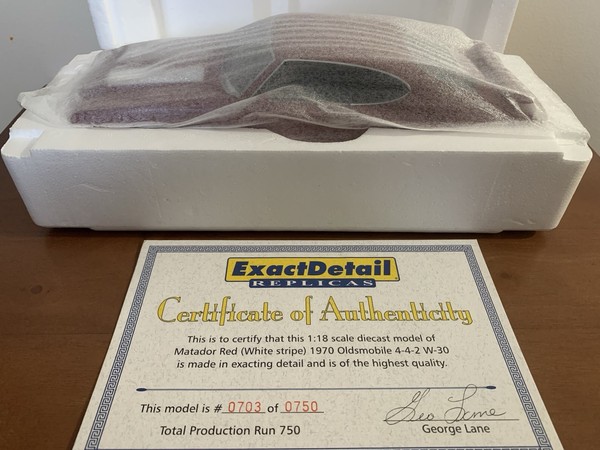 ExactDetail
REPLICAS
Certificate of Authenticity
This is to certify that this 1:18 scale diecast model of
Matador Red (White stripe) 1970 Oldsmobile 4-4-2 W-30
is made in exacting detail and is of the highest quality.
This model is # 0703 of 0750
Geo Lane
Total Production Run 750
George Lane